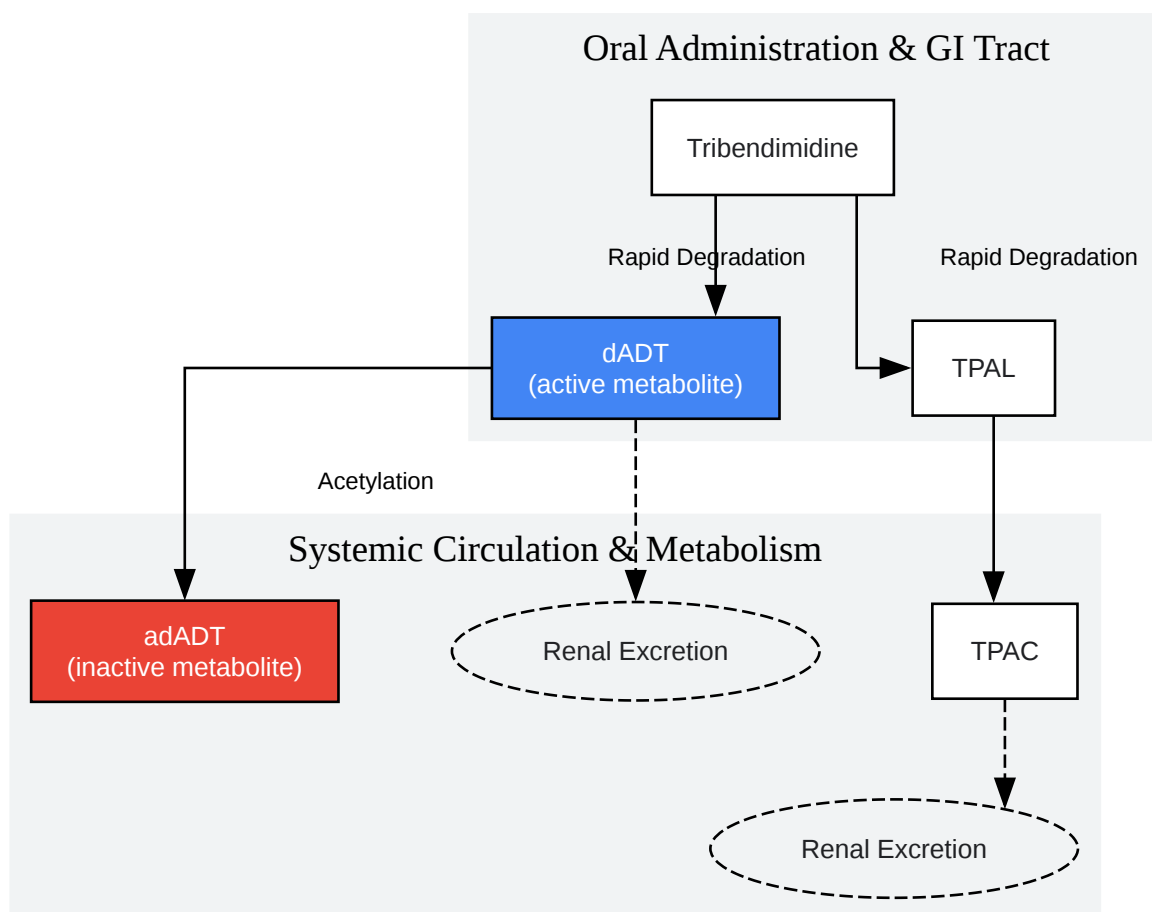 Oral Administration & GI Tract
Tribendimidine
Rapid Degradation
Rapid Degradation
dADT
(active metabolite)
TPAL
Acetylation
Systemic Circulation & Metabolism
adADT
(inactive metabolite)
Renal Excretion
TPAC
Renal Excretion